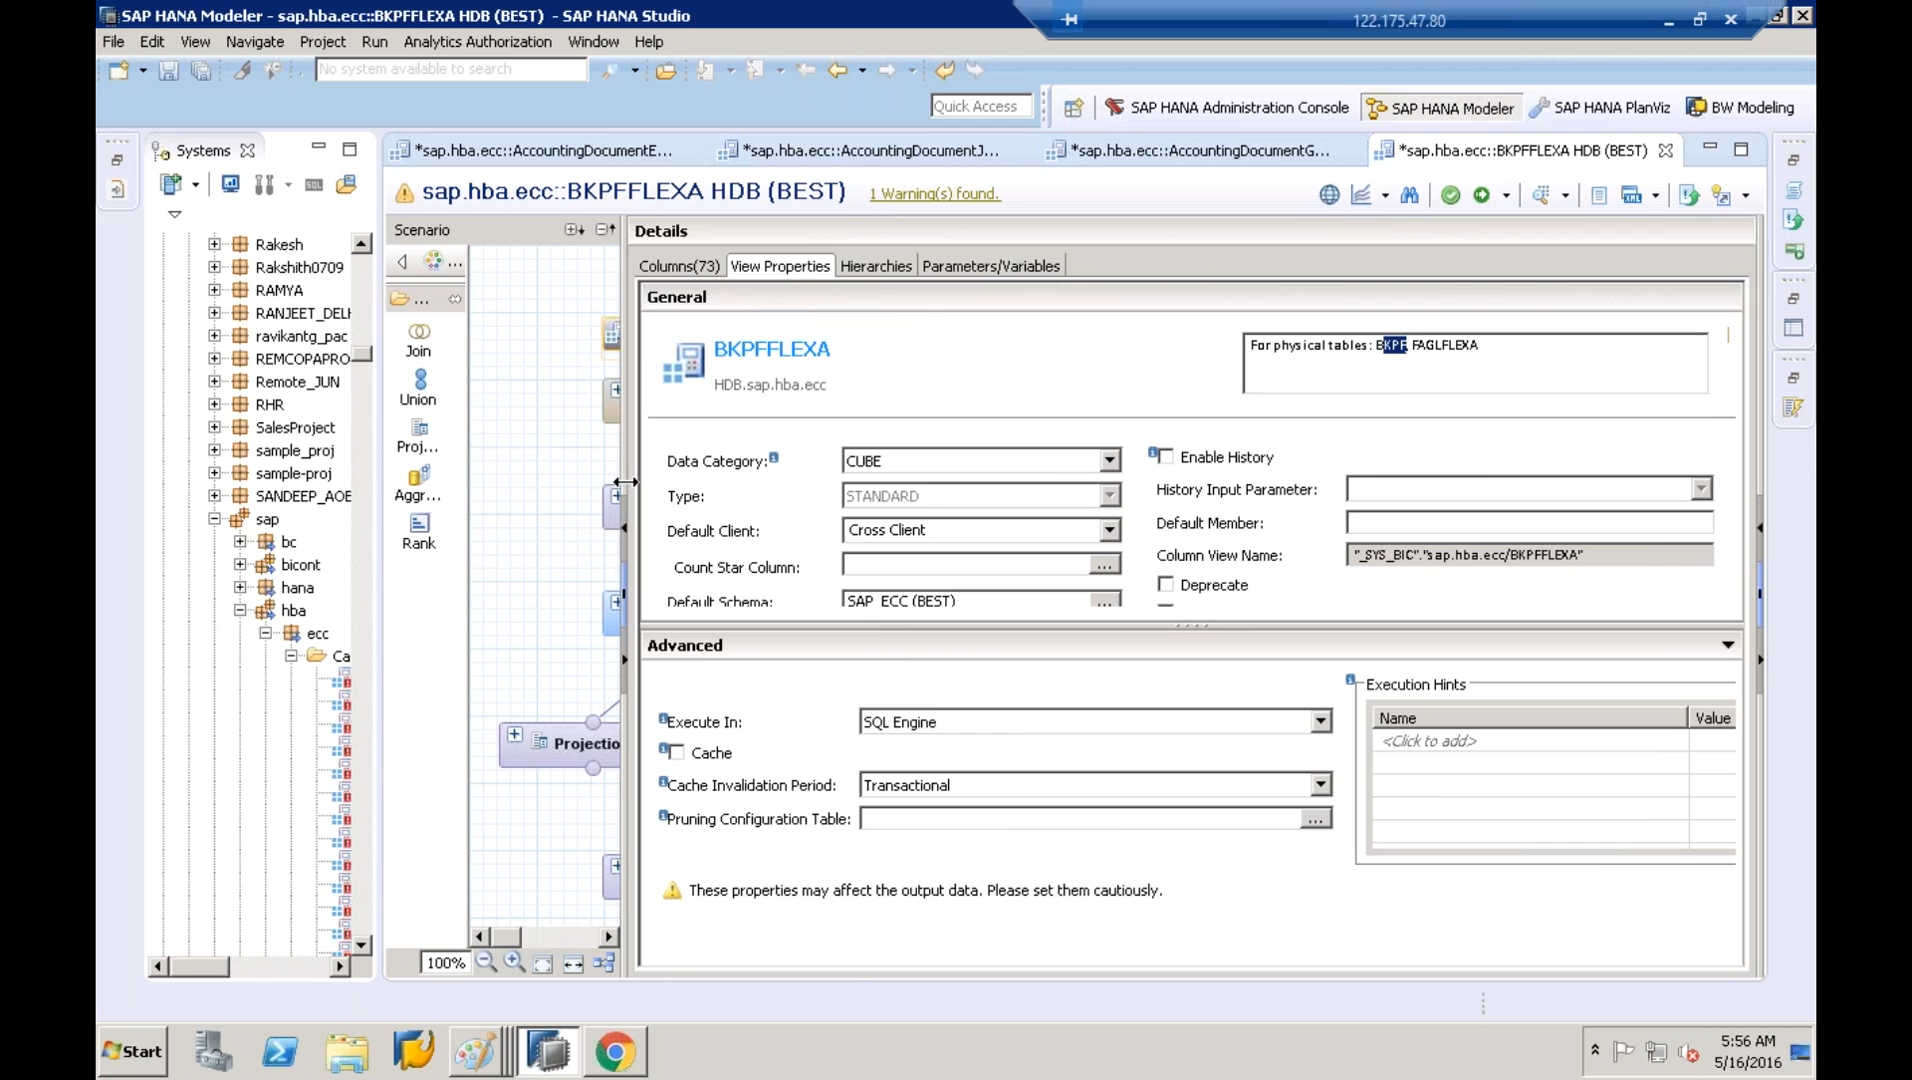 SAP HANA Modeler - sap.hba.ecc::BKPFFLEXA HDB (BEST) - SAP HANA Studio
122.175.47.80
File Edit View Navigate Project Run Analytics Authorization Window Help
No system available to search
Quick Access
SAP HANA Administration Console
SAP HANA Modeler
SAP HANA PlanViz
BW Modeling
Systems
*sap.hba.ecc::AccountingDocumentE...
*sap.hba.ecc::AccountingDocumentJ...
*sap.hba.ecc::AccountingDocumentG...
*sap.hba.ecc::BKPFFLEXA HDB (BEST)
SQL
sap.hba.ecc::BKPFFLEXA HDB (BEST)
1 Warning(s) found.
Rakesh
Rakshith0709
RAMYA
RANJEET_DELH
ravikantg_pac
REMCOPAPRO
Remote_JUN
RHR
SalesProject
sample_proj
sample-proj
SANDEEP_AOE
sap
bc
bicont
hana
hba
ecc
Ca
Scenario
...
...
Join
Union
Proj...
Aggr...
Rank
Projectio
100%
Details
Columns(73)
View Properties
Hierarchies
Parameters/Variables
General
BKPFFLEXA
HDB.sap.hba.ecc
For physical tables: BKPF, FAGLFLEXA
Data Category:
CUBE
Type:
STANDARD
Default Client:
Cross Client
Count Star Column:
...
Default Schema:
SAP_ECC (BEST)
...
Enable History
History Input Parameter:
Default Member:
Column View Name:
"_SYS_BIC"."sap.hba.ecc/BKPFFLEXA"
Deprecate
Advanced
Execute In:
SQL Engine
Cache
Cache Invalidation Period:
Transactional
Pruning Configuration Table:
...
Execution Hints
Name
Value
<Click to add>
These properties may affect the output data. Please set them cautiously.
Start
5:56 AM
5/16/2016